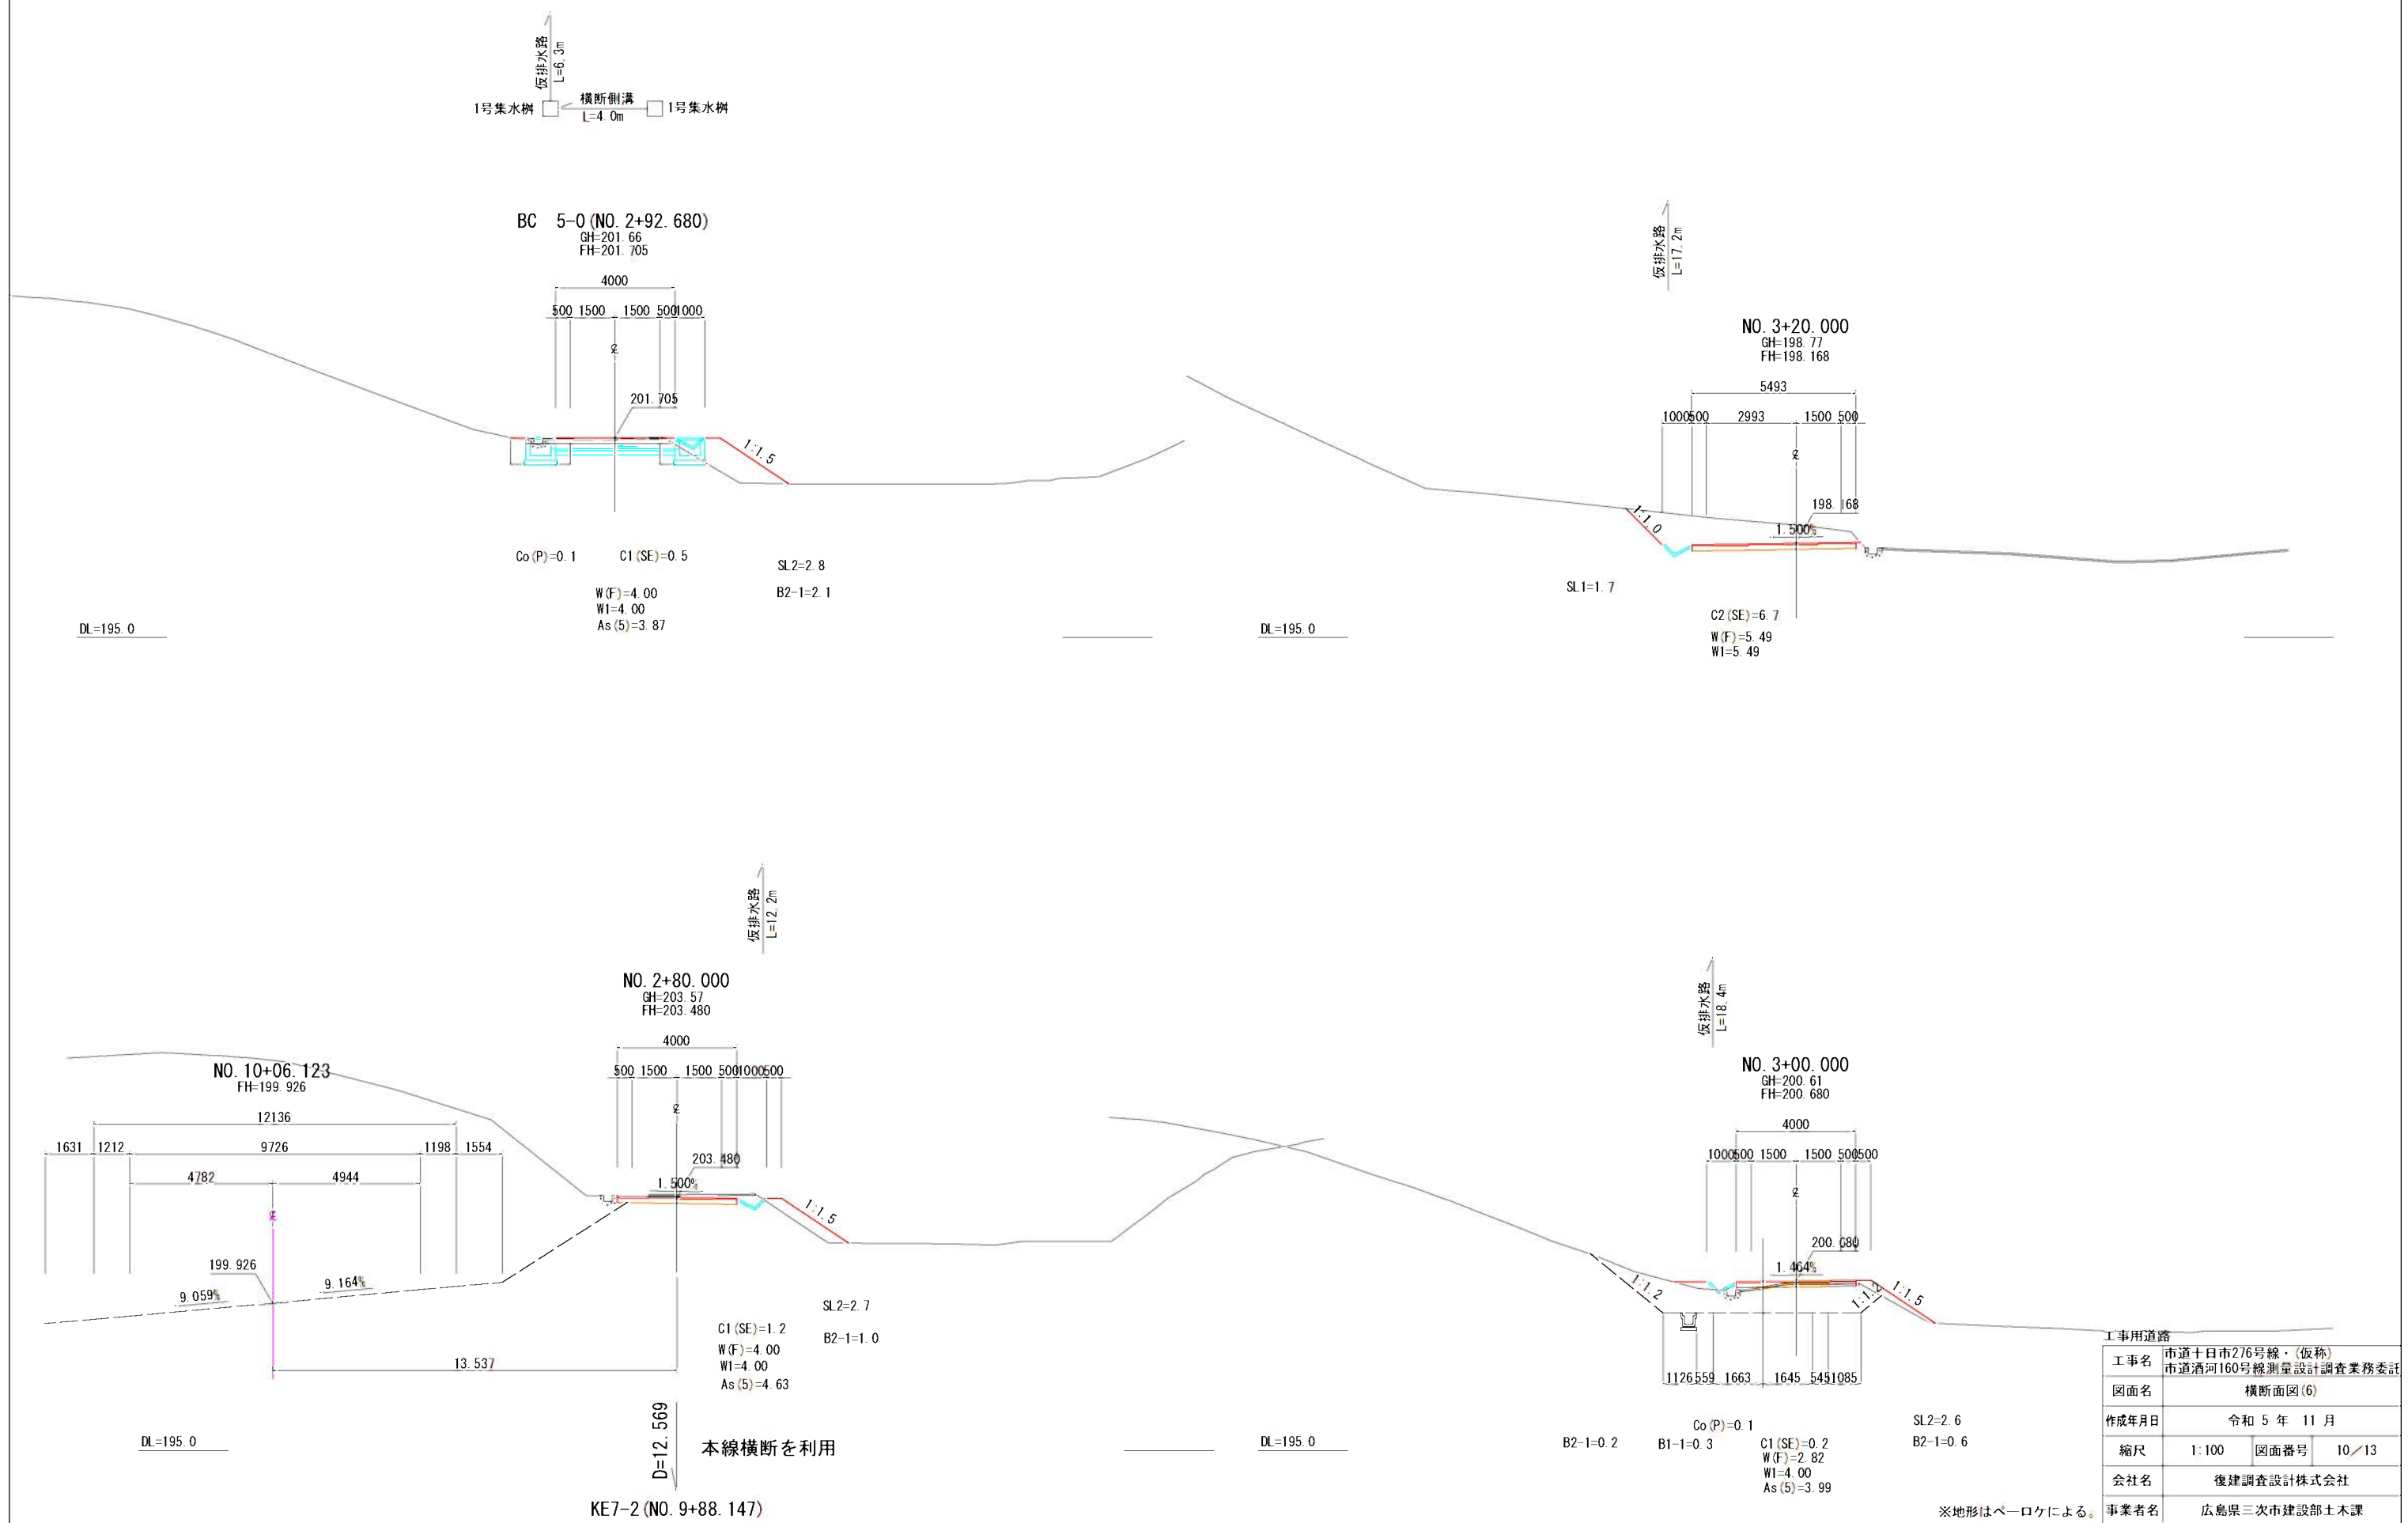 仮排水路
L=6.3m
1号集水桝
横断側溝
L=4.0m
1号集水桝
BC 5-0(NO.2+92.680)
GH=201.66
FH=201.705
4000
500 1500 1500 500 1000
201.705
1:1.5
Co(P)=0.1
C1(SE)=0.5
SL2=2.8
B2-1=2.1
W(F)=4.00
W1=4.00
As(5)=3.87
DL=195.0
仮排水路
L=17.2m
NO.3+20.000
GH=198.77
FH=198.168
5493
1000 500 2993 1500 500
198.168
1.500%
1:1.0
SL1=1.7
C2(SE)=6.7
W(F)=5.49
W1=5.49
DL=195.0
仮排水路
L=12.2m
NO.2+80.000
GH=203.57
FH=203.480
4000
500 1500 1500 500 1000 500
203.480
1.500%
1:1.5
NO.10+06.123
FH=199.926
12136
1631 1212 9726 1198 1554
4782 4944
199.926
9.059%
9.164%
13.537
SL2=2.7
C1(SE)=1.2
B2-1=1.0
W(F)=4.00
W1=4.00
As(5)=4.63
D=12.569
本線横断を利用
KE7-2(NO.9+88.147)
DL=195.0
仮排水路
L=18.4m
NO.3+00.000
GH=200.61
FH=200.680
4000
1000 500 1500 1500 500 500
200.680
1.464%
1:1.2
1:1.2
1:1.5
1126 559 1663 1645 545 1085
Co(P)=0.1
SL2=2.6
B2-1=0.2
B1-1=0.3
C1(SE)=0.2
B2-1=0.6
W(F)=2.82
W1=4.00
As(5)=3.99
DL=195.0
※地形はペーロケによる。
工事用道路
工事名 市道十日市276号線・(仮称)
市道酒河160号線測量設計調査業務委託
図面名 横断面図(6)
作成年月日 令和 5 年 11 月
縮尺 1:100 図面番号 10/13
会社名 復建調査設計株式会社
事業者名 広島県三次市建設部土木課